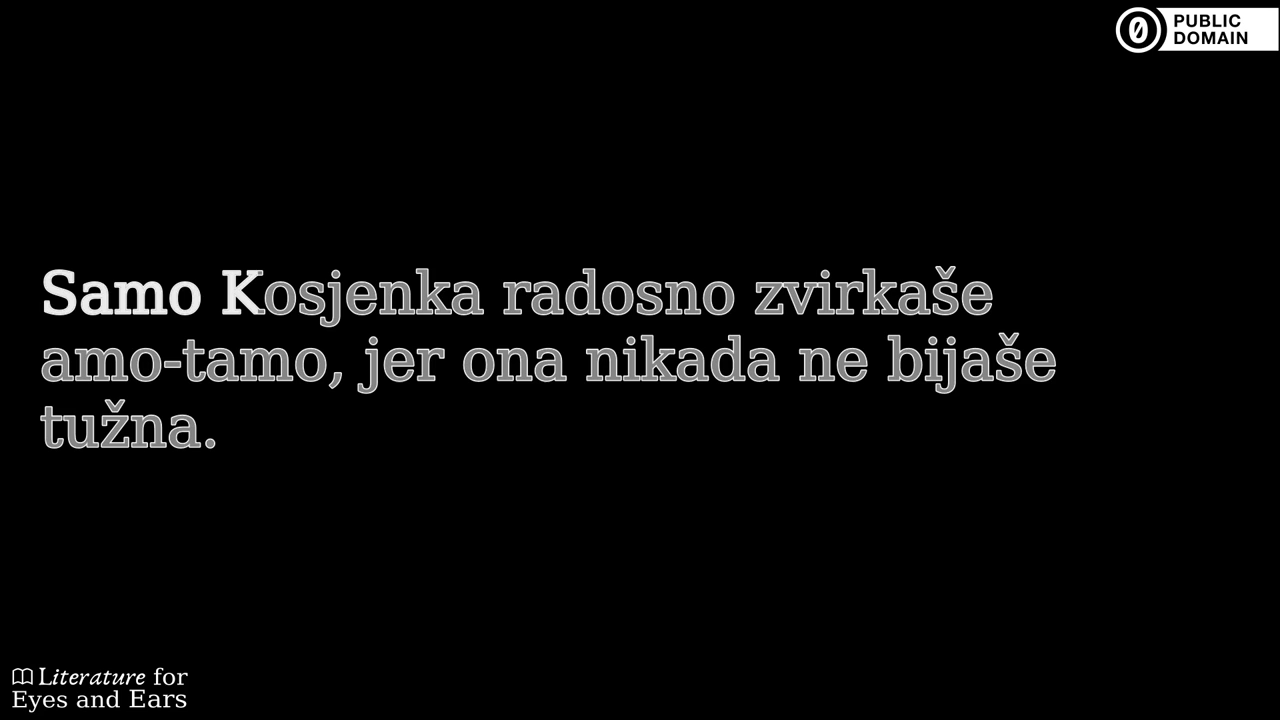 PUBLIC
DOMAIN
Samo Kosjenka radosno zvirkaše
amo-tamo, jer ona nikada ne bijaše
tužna.
Literature for
Eyes and Ears